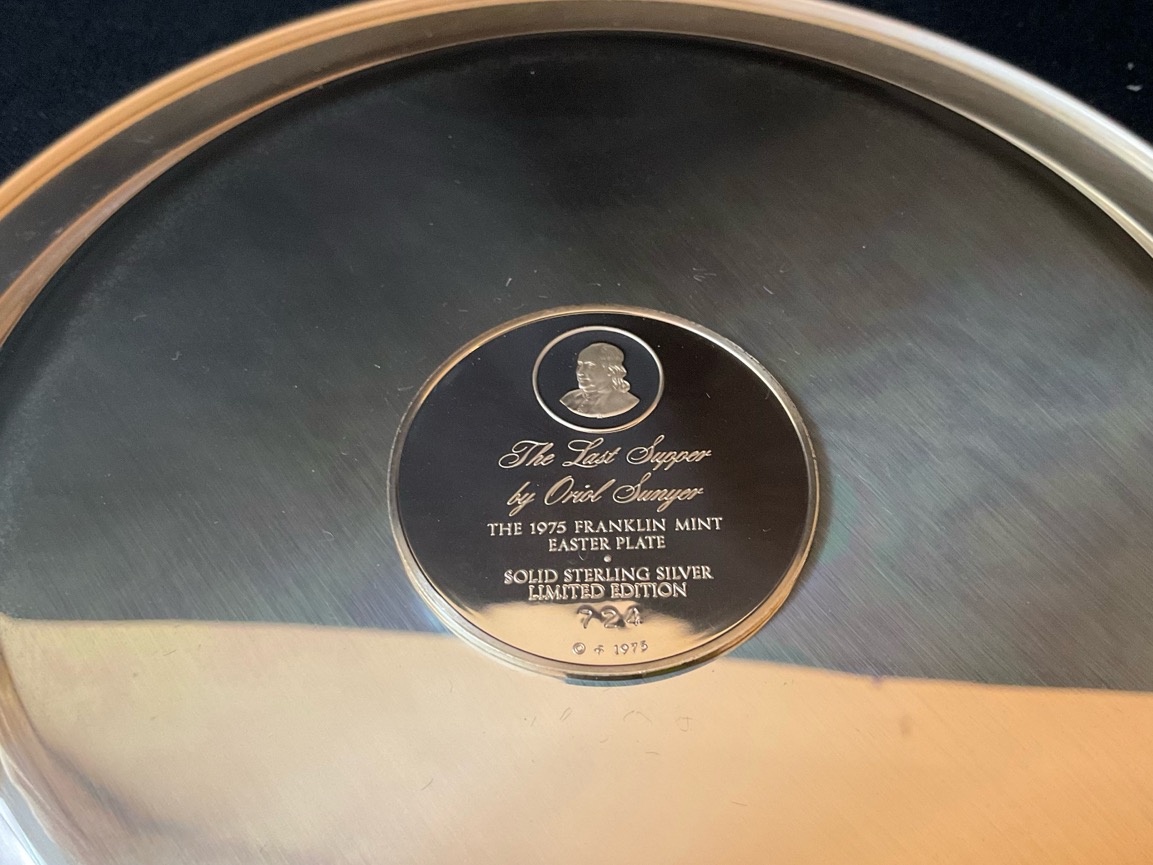 The Last Supper
by Oriol Sunyer
THE 1975 FRANKLIN MINT
EASTER PLATE
SOLID STERLING SILVER
LIMITED EDITION
724
© 1975